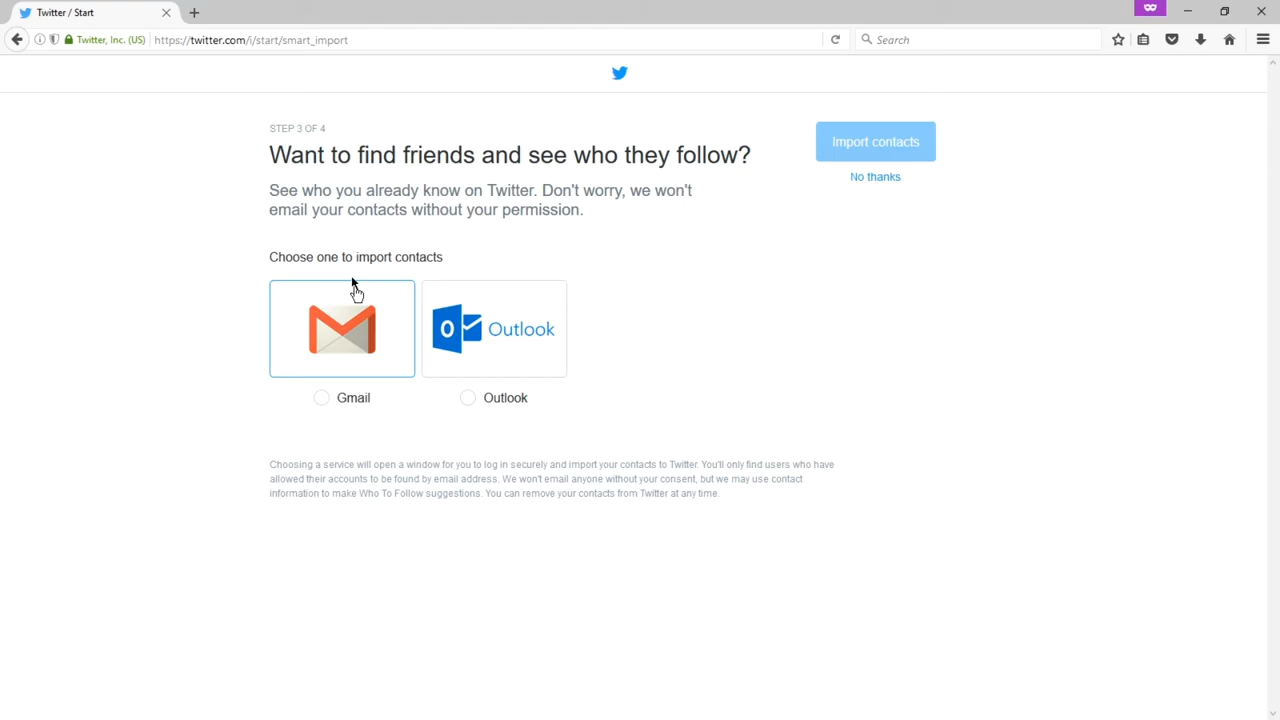 Twitter / Start
Twitter, Inc. (US)
https://twitter.com/i/start/smart_import
Search
STEP 3 OF 4
Want to find friends and see who they follow?
Import contacts
No thanks
See who you already know on Twitter. Don't worry, we won't
email your contacts without your permission.
Choose one to import contacts
Outlook
Gmail
Outlook
Choosing a service will open a window for you to log in securely and import your contacts to Twitter. You'll only find users who have
allowed their accounts to be found by email address. We won't email anyone without your consent, but we may use contact
information to make Who To Follow suggestions. You can remove your contacts from Twitter at any time.